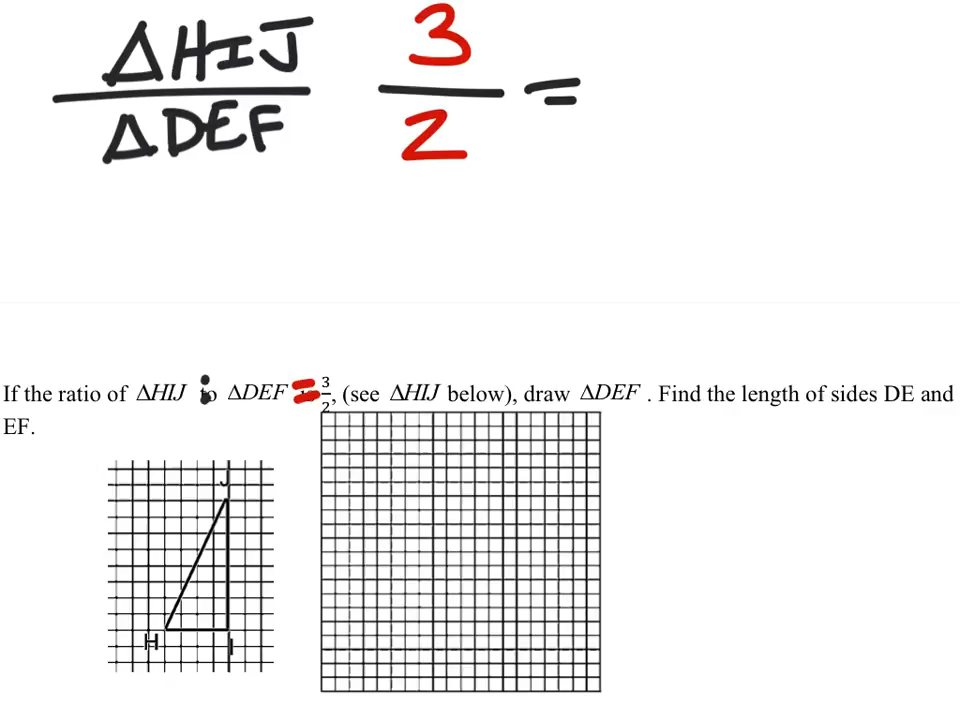 ΔHIJ 3
ΔDEF 2 =
If the ratio of ΔHIJ : ΔDEF = 3/2, (see ΔHIJ below), draw ΔDEF . Find the length of sides DE and
EF.
J
H I